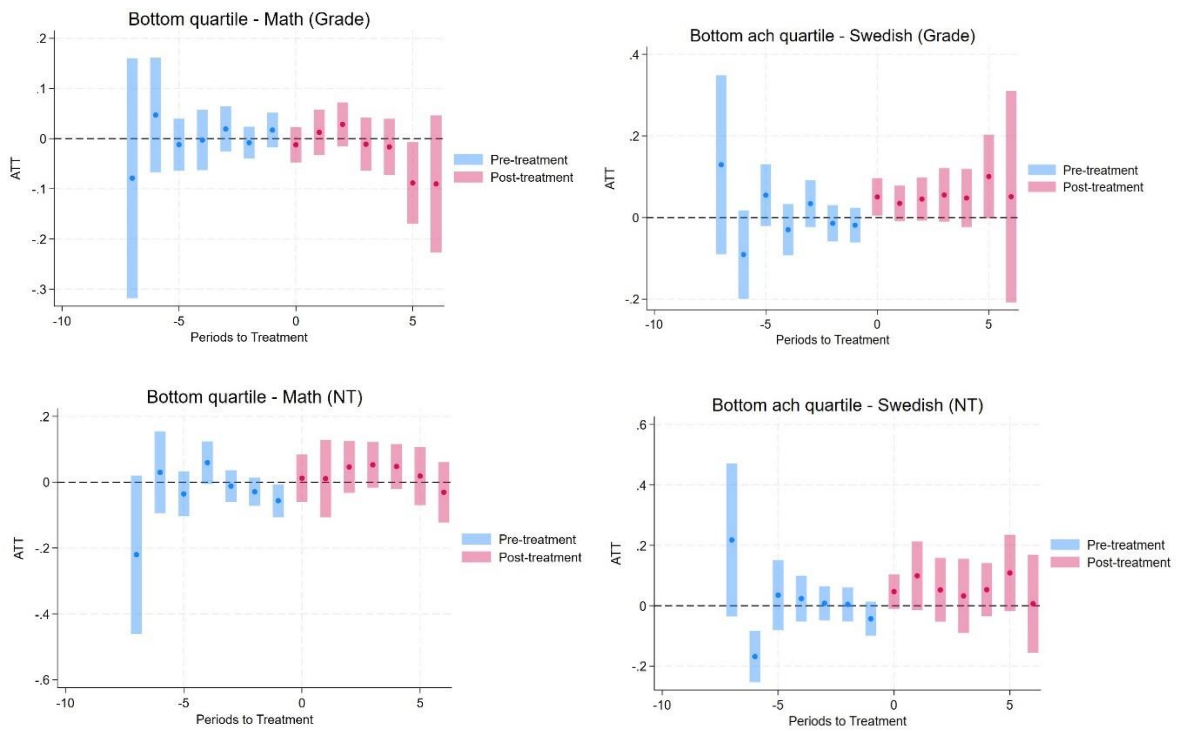 Bottom quartile - Math (Grade)
.2
.1
0
-.1
-.2
-.3
ATT
-10
-5
0
5
Periods to Treatment
Pre-treatment
Post-treatment
Bottom ach quartile - Swedish (Grade)
.4
.2
0
-.2
ATT
-10
-5
0
5
Periods to Treatment
Pre-treatment
Post-treatment
Bottom quartile - Math (NT)
.2
0
-.2
-.4
-.6
ATT
-10
-5
0
5
Periods to Treatment
Pre-treatment
Post-treatment
Bottom ach quartile - Swedish (NT)
.6
.4
.2
0
-.2
ATT
-10
-5
0
5
Periods to Treatment
Pre-treatment
Post-treatment